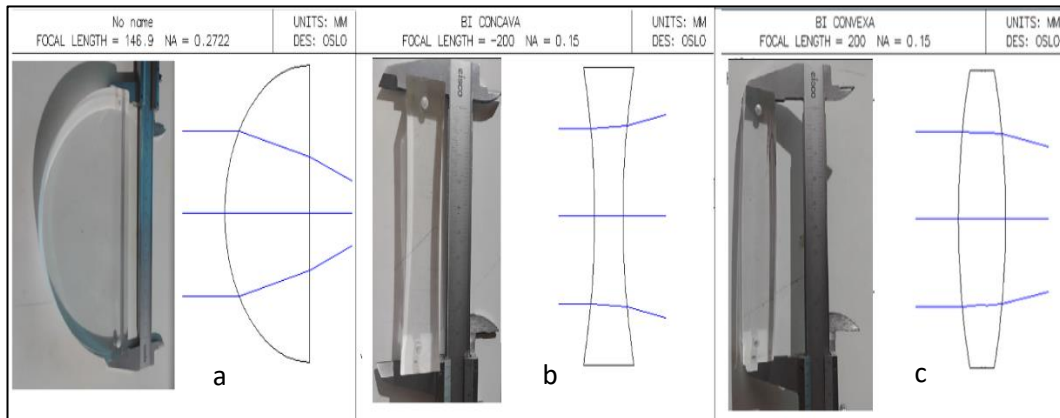 No name
FOCAL LENGTH = 146.9 NA = 0.2722
UNITS: MM
DES: OSLO
a
BI CONCAVA
FOCAL LENGTH = -200 NA = 0.15
UNITS: MM
DES: OSLO
b
BI CONVEXA
FOCAL LENGTH = 200 NA = 0.15
UNITS: MM
DES: OSLO
c